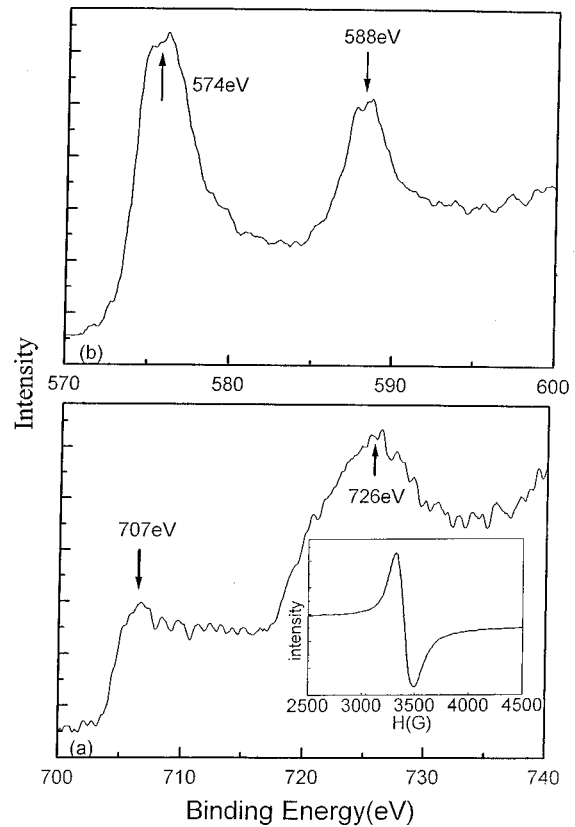 588eV
574eV
(b)
570 580 590 600
Intensity
726eV
707eV
intensity
2500 3000 3500 4000 4500
H(G)
(a)
700 710 720 730 740
Binding Energy(eV)